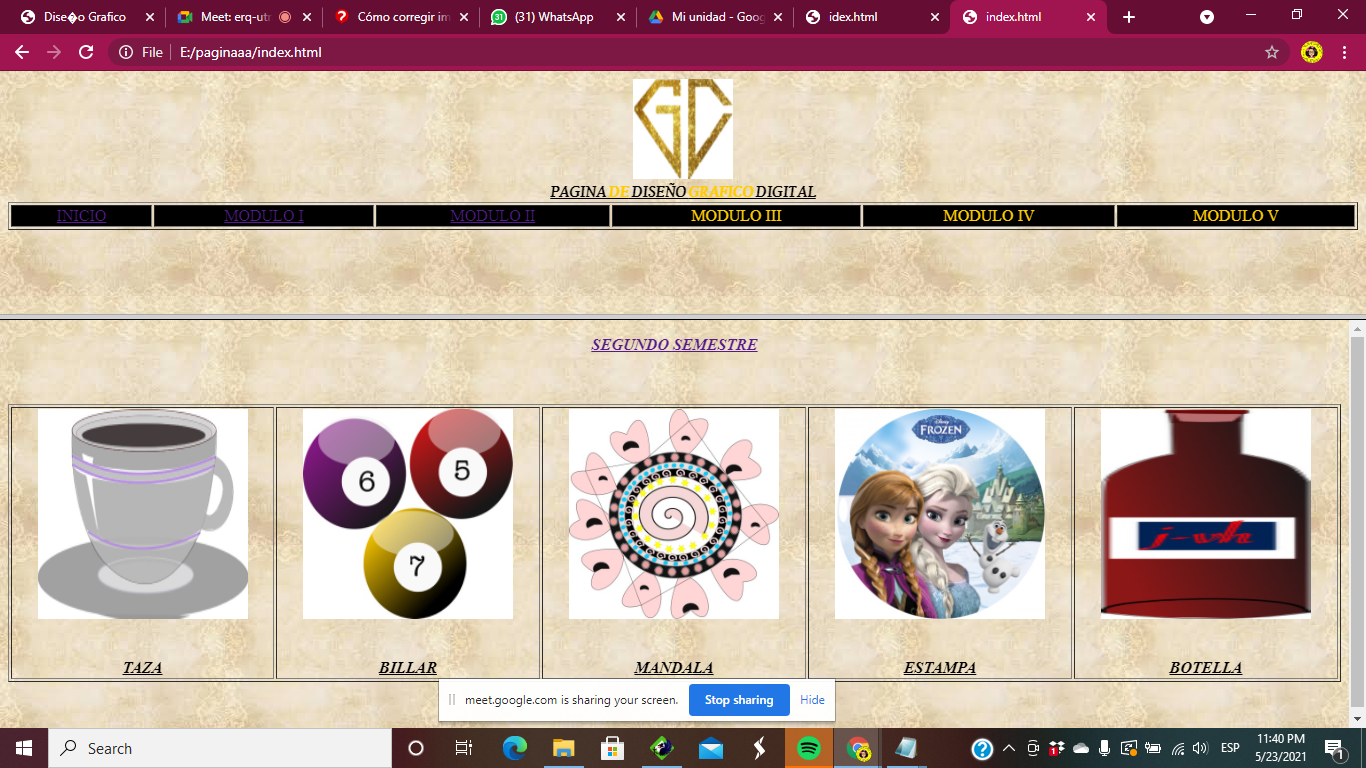 Dise�o Grafico
Meet: erq-utr
Cómo corregir im
(31) WhatsApp
Mi unidad - Goog
idex.html
index.html
File E:/paginaaa/index.html
GC
PAGINA DE DISEÑO GRAFICO DIGITAL
INICIO MODULO I MODULO II MODULO III MODULO IV MODULO V
SEGUNDO SEMESTRE
6 5
7
Disney
FROZEN
TAZA BILLAR MANDALA ESTAMPA BOTELLA
meet.google.com is sharing your screen. Stop sharing Hide
Search
ESP
11:40 PM
5/23/2021
1